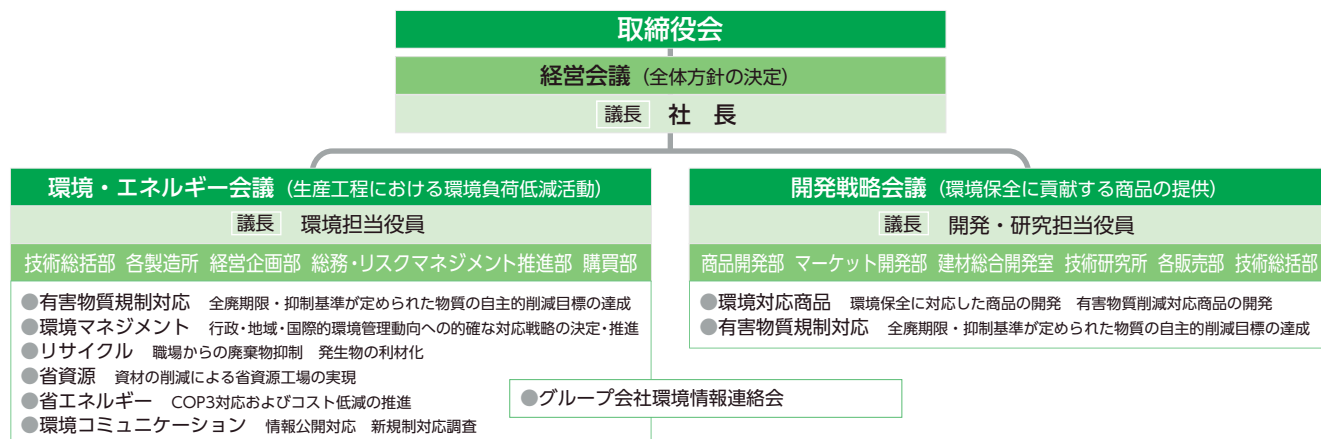 取締役会
経営会議（全体方針の決定）
議長 社　長
環境・エネルギー会議（生産工程における環境負荷低減活動）
議長 環境担当役員
技術総括部 各製造所 経営企画部 総務・リスクマネジメント推進部 購買部
●有害物質規制対応　全廃期限・抑制基準が定められた物質の自主的削減目標の達成
●環境マネジメント　行政・地域・国際的環境管理動向への的確な対応戦略の決定・推進
●リサイクル　職場からの廃棄物抑制　発生物の利材化
●省資源　資材の削減による省資源工場の実現
●省エネルギー　COP3対応およびコスト低減の推進
●環境コミュニケーション　情報公開対応　新規制対応調査
開発戦略会議（環境保全に貢献する商品の提供）
議長 開発・研究担当役員
商品開発部 マーケット開発部 建材総合開発室 技術研究所 各販売部 技術総括部
●環境対応商品　環境保全に対応した商品の開発　有害物質削減対応商品の開発
●有害物質規制対応　全廃期限・抑制基準が定められた物質の自主的削減目標の達成
●グループ会社環境情報連絡会